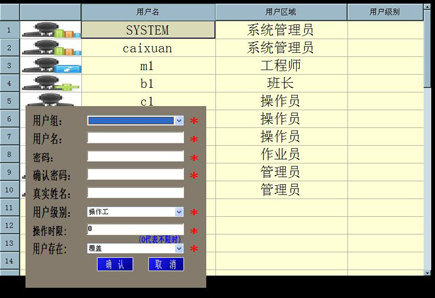 用户名 用户区域 用户级别
1 SYSTEM 系统管理员
2 caixuan 系统管理员
3 m1 工程师
4 b1 班长
5 c1 操作员
6 操作员
7 操作员
8 作业员
9 管理员
10 管理员
11
12
13
14
用户组: *
用户名: *
密码: *
确认密码: *
真实姓名:
用户级别: 操作工 *
操作时限: 0 *
(0代表不限时)
用户存在: 覆盖 *
确 认 取 消